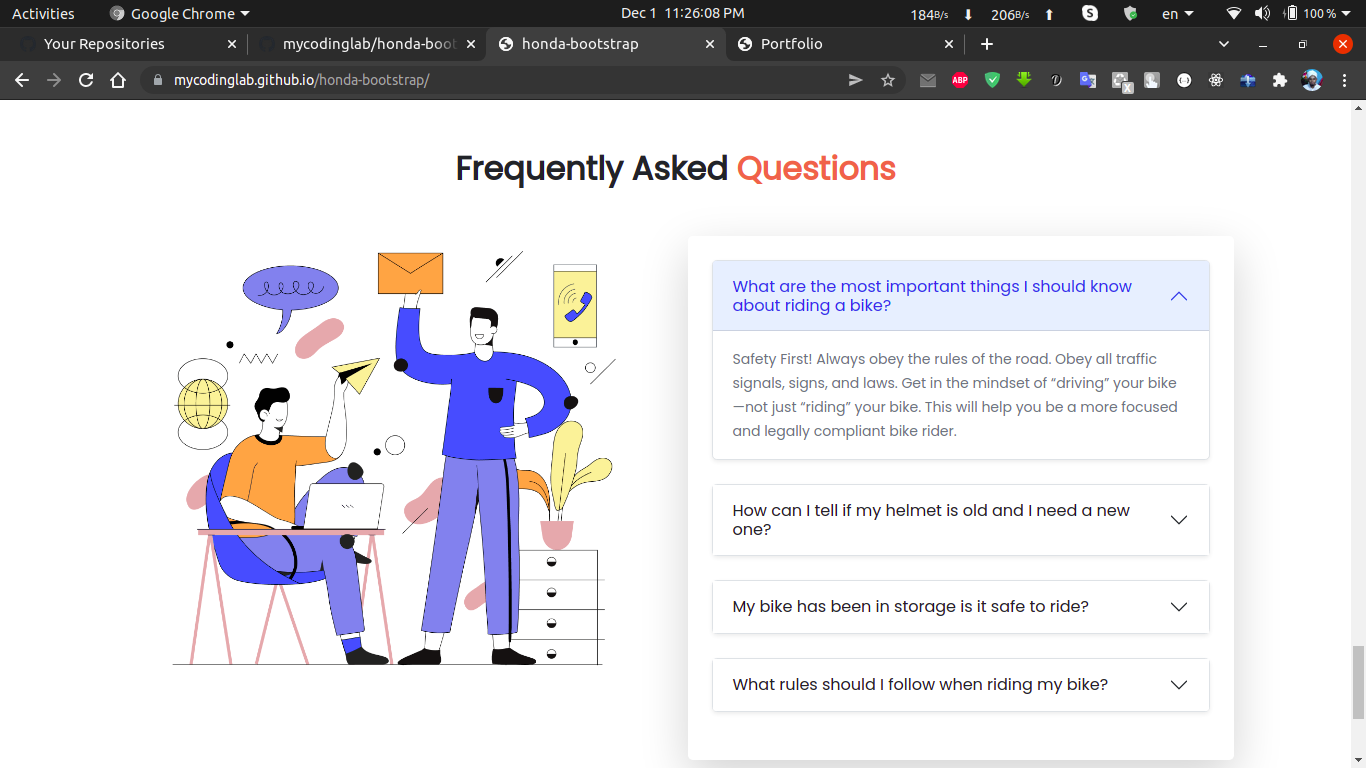 Activities Google Chrome Dec 1 11:26:08 PM 184B/s 206B/s en 100 %
Your Repositories mycodinglab/honda-boot honda-bootstrap Portfolio
mycodinglab.github.io/honda-bootstrap/ ABP
Frequently Asked Questions
What are the most important things I should know
about riding a bike?
Safety First! Always obey the rules of the road. Obey all traffic
signals, signs, and laws. Get in the mindset of “driving” your bike
—not just “riding” your bike. This will help you be a more focused
and legally compliant bike rider.
How can I tell if my helmet is old and I need a new
one?
My bike has been in storage is it safe to ride?
What rules should I follow when riding my bike?